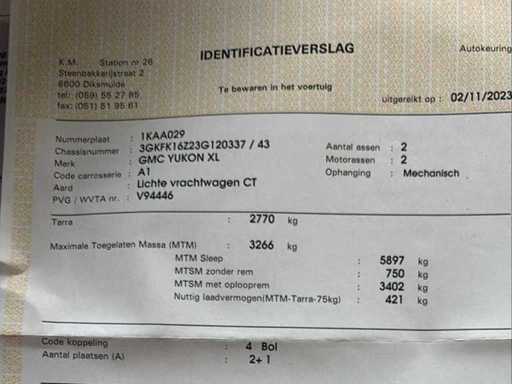 IDENTIFICATIEVERSLAG
Autokeuring
K.M. Station nr 26
Steenbakkerijstraat 2
8600 Diksmuide
tel: (059) 55 27 85
fax: (051) 51 95 61
Te bewaren in het voertuig
uitgereikt op : 02/11/2023
Nummerplaat : 1KAA029
Chassisnummer : 3GKFK16Z23G120337 / 43
Merk : GMC YUKON XL
Code carrosserie : A1
Aard : Lichte vrachtwagen CT
PVG / WVTA nr. : V94446
Aantal assen : 2
Motorassen : 2
Ophanging : Mechanisch
Tarra : 2770 kg
Maximale Toegelaten Massa (MTM) : 3266 kg
MTM Sleep : 5897 kg
MTSM zonder rem : 750 kg
MTSM met oplooprem : 3402 kg
Nuttig laadvermogen(MTM-Tarra-75kg) : 421 kg
Code koppeling : 4 Bol
Aantal plaatsen (A) : 2+1